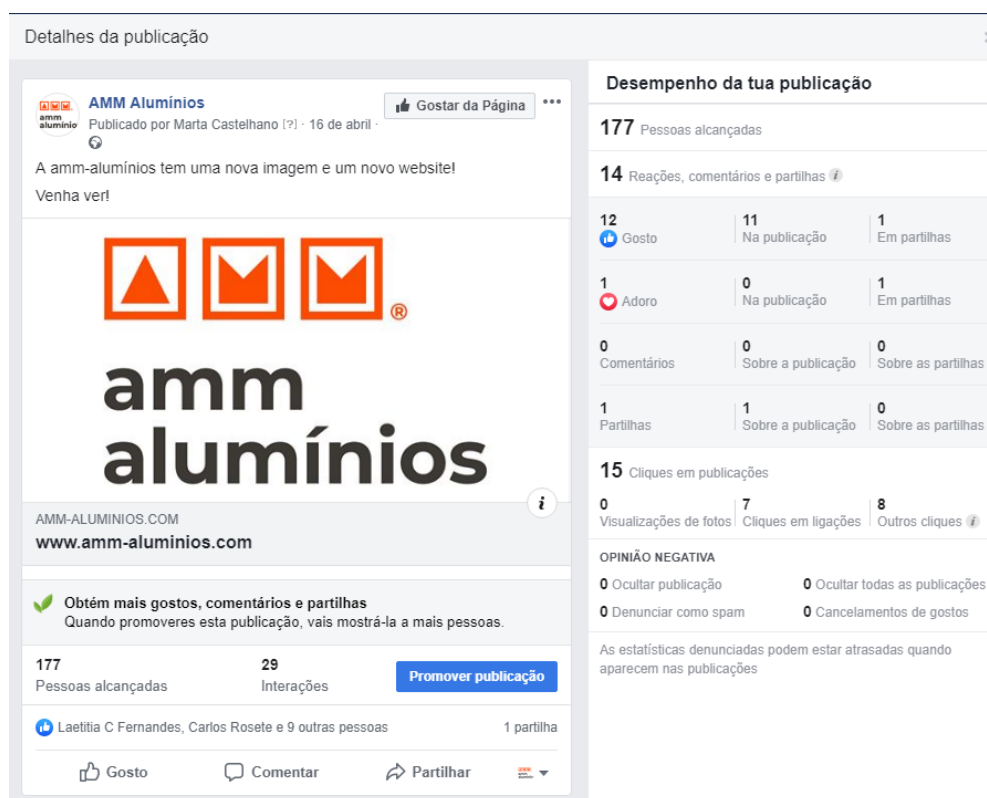 Detalhes da publicação
AMM Alumínios
Publicado por Marta Castelhano [?] · 16 de abril ·
Gostar da Página
A amm-alumínios tem uma nova imagem e um novo website!
Venha ver!
amm
alumínios
AMM-ALUMINIOS.COM
www.amm-aluminios.com
Obtém mais gostos, comentários e partilhas
Quando promoveres esta publicação, vais mostrá-la a mais pessoas.
177 29
Pessoas alcançadas Interações
Promover publicação
Laetitia C Fernandes, Carlos Rosete e 9 outras pessoas 1 partilha
Gosto Comentar Partilhar
Desempenho da tua publicação
177 Pessoas alcançadas
14 Reações, comentários e partilhas
12 11 1
Gosto Na publicação Em partilhas
1 0 1
Adoro Na publicação Em partilhas
0 0 0
Comentários Sobre a publicação Sobre as partilhas
1 1 0
Partilhas Sobre a publicação Sobre as partilhas
15 Cliques em publicações
0 7 8
Visualizações de fotos Cliques em ligações Outros cliques
OPINIÃO NEGATIVA
0 Ocultar publicação 0 Ocultar todas as publicações
0 Denunciar como spam 0 Cancelamentos de gostos
As estatísticas denunciadas podem estar atrasadas quando
aparecem nas publicações